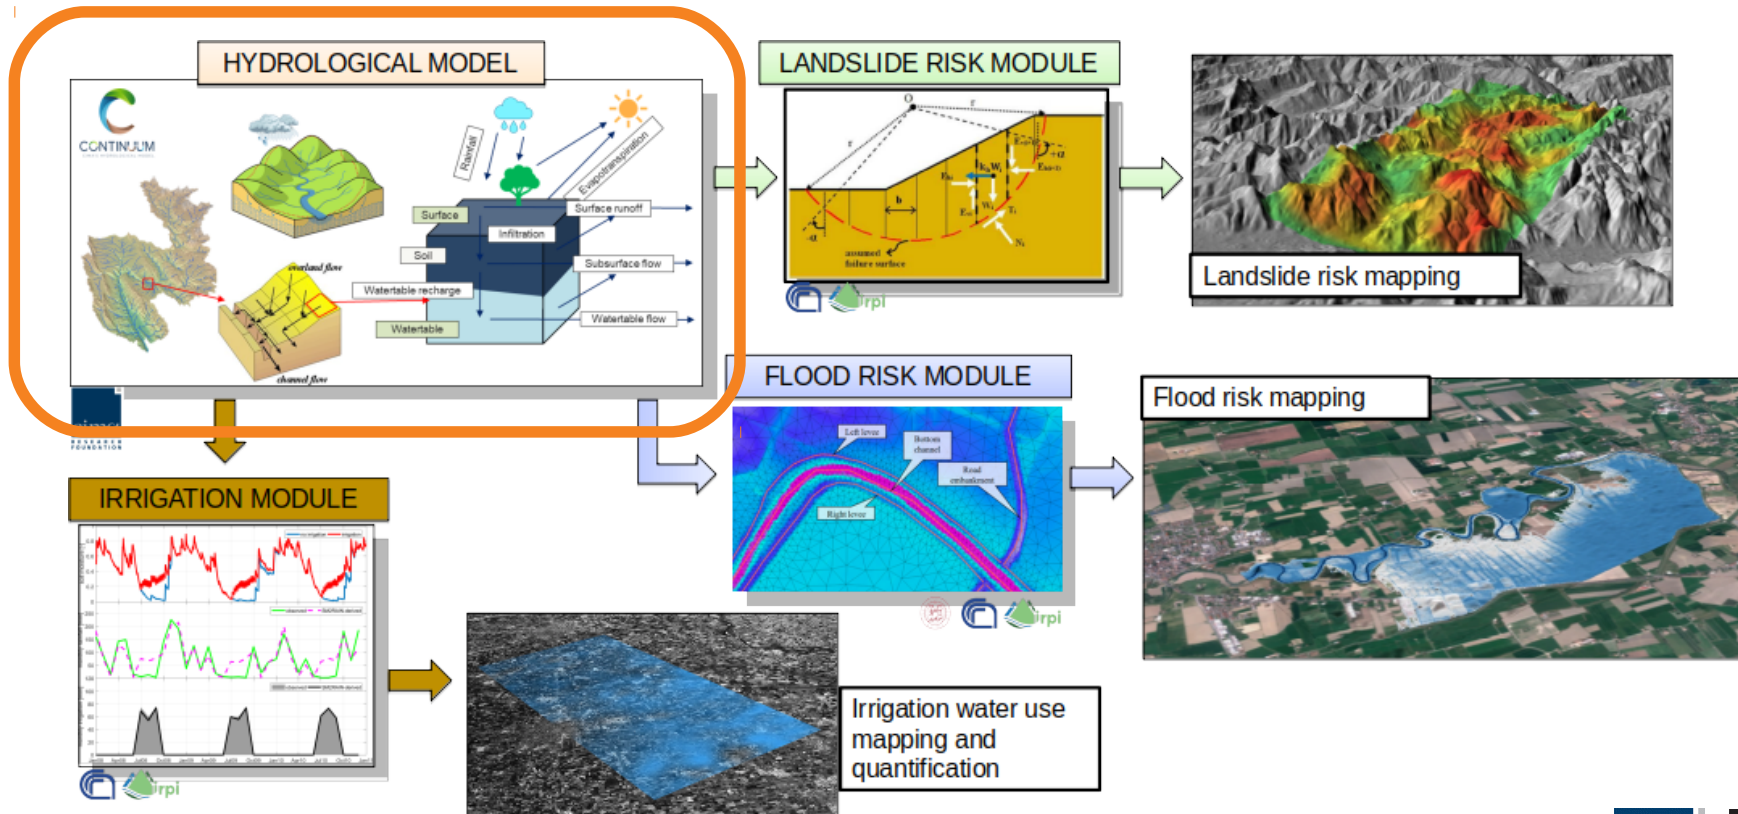 HYDROLOGICAL MODEL
CONTINUUM
Rainfall
Evapotranspiration
Surface
Surface runoff
Infiltration
Soil
Subsurface flow
overland flow
Watertable recharge
Watertable
Watertable flow
channel flow
RESEARCH
FOUNDATION
LANDSLIDE RISK MODULE
O
r
r
+α
b
-α
assumed
failure surface
irpi
Landslide risk mapping
FLOOD RISK MODULE
Left levee
Bottom
channel
Road
embankment
Right levee
irpi
Flood risk mapping
IRRIGATION MODULE
irpi
Irrigation water use
mapping and
quantification